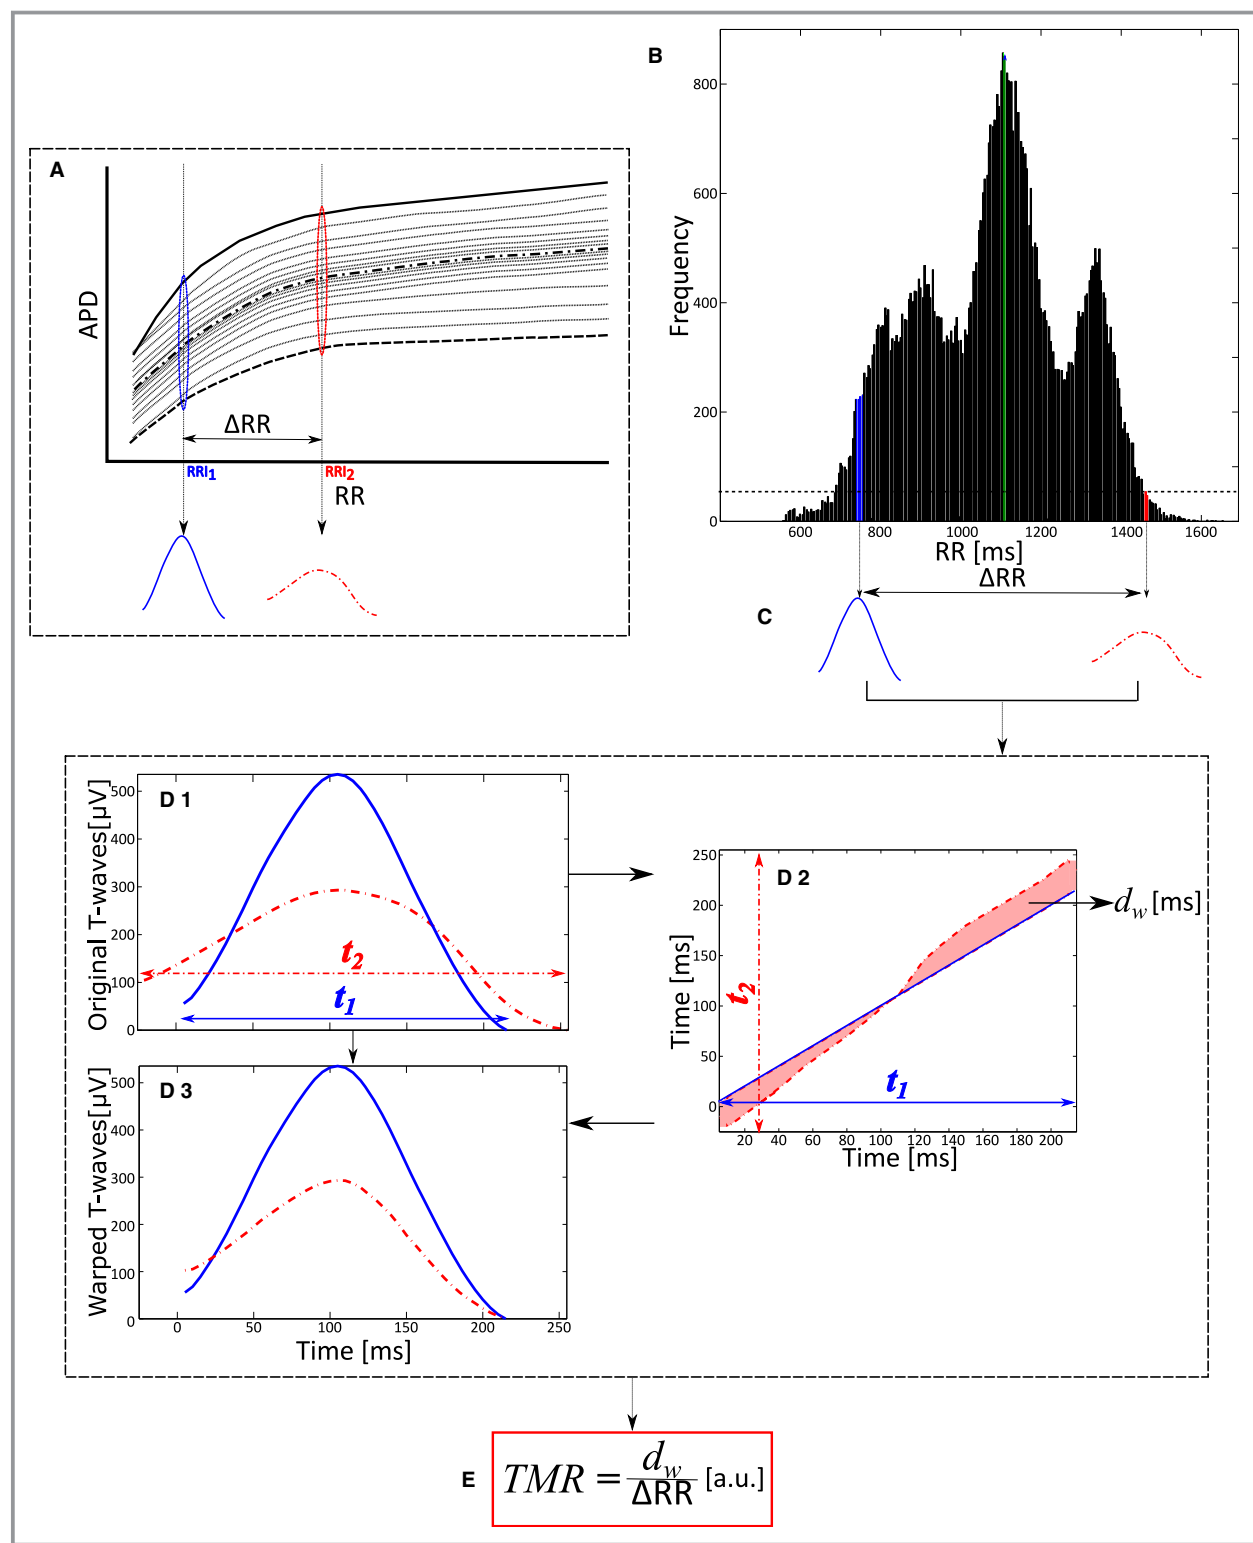 A
APD
ΔRR
RRI1
RRI2
RR
B
Frequency
800
600
400
200
0
600
800
1000
1200
1400
1600
RR [ms]
ΔRR
C
D 1
Original T-waves[µV]
500
400
300
200
100
0
t2
t1
D 2
Time [ms]
250
200
150
100
50
0
t2
t1
dw [ms]
20 40 60 80 100 120 140 160 180 200
Time [ms]
D 3
Warped T-waves[µV]
500
400
300
200
100
0
0 50 100 150 200 250
Time [ms]
E
TMR = dw/ΔRR [a.u.]